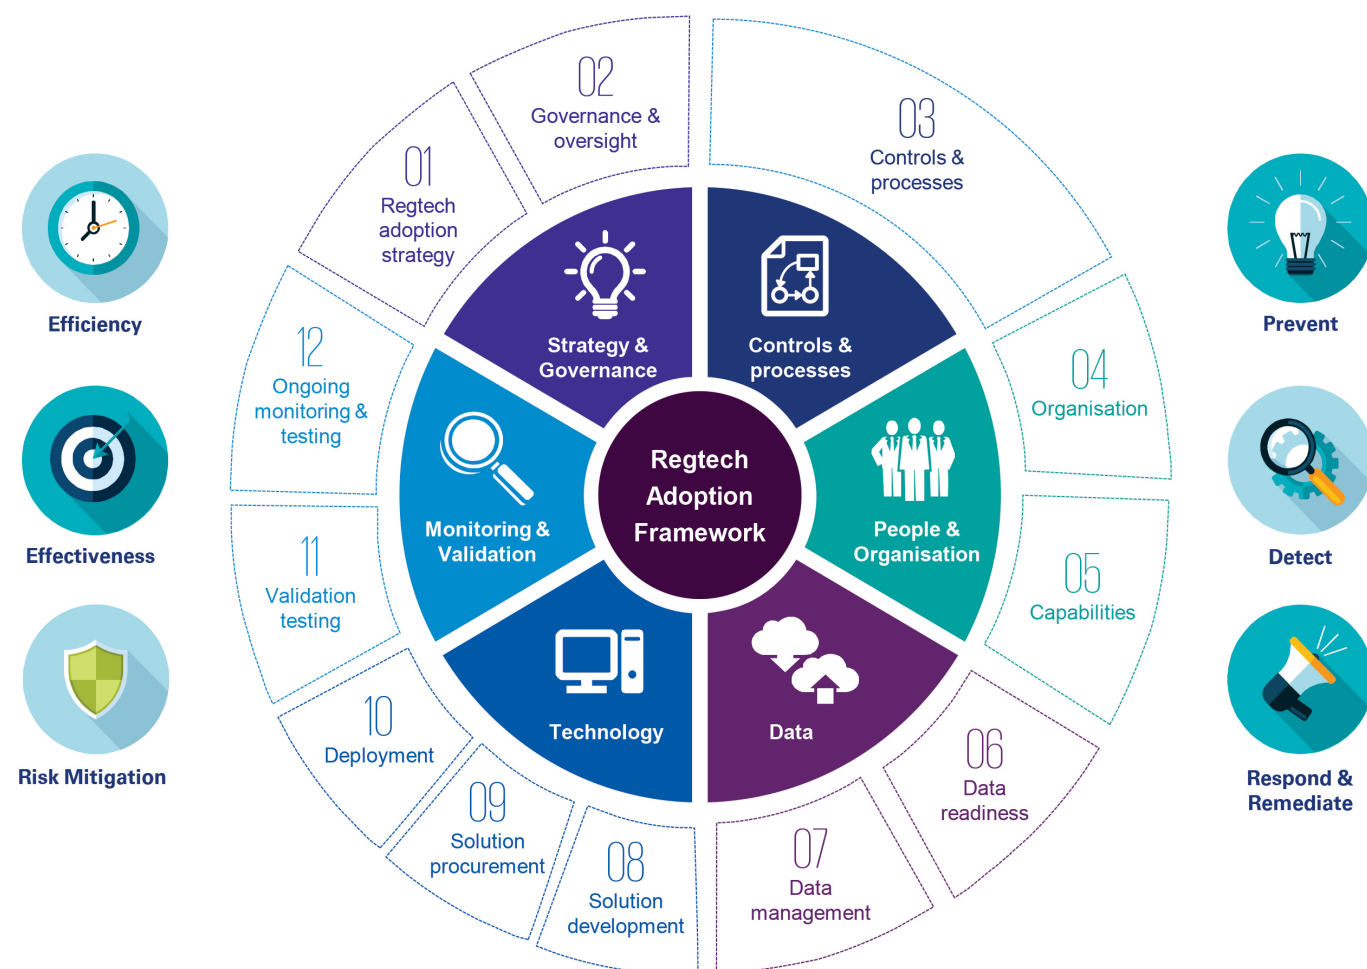 02
Governance &
oversight
03
Controls &
processes
01
Regtech
adoption
strategy
Efficiency
Prevent
Strategy &
Governance
Controls &
processes
12
Ongoing
monitoring &
testing
04
Organisation
Regtech
Adoption
Framework
Monitoring &
Validation
People &
Organisation
Effectiveness
Detect
11
Validation
testing
05
Capabilities
Technology
Data
10
Deployment
06
Data
readiness
Risk Mitigation
Respond &
Remediate
09
Solution
procurement
08
Solution
development
07
Data
management